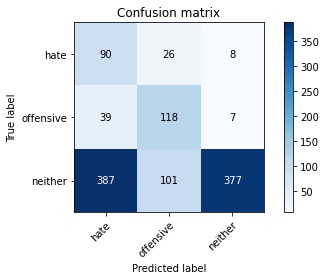 Confusion matrix
hate 90 26 8
offensive 39 118 7
neither 387 101 377
hate offensive neither
Predicted label
True label
350
300
250
200
150
100
50